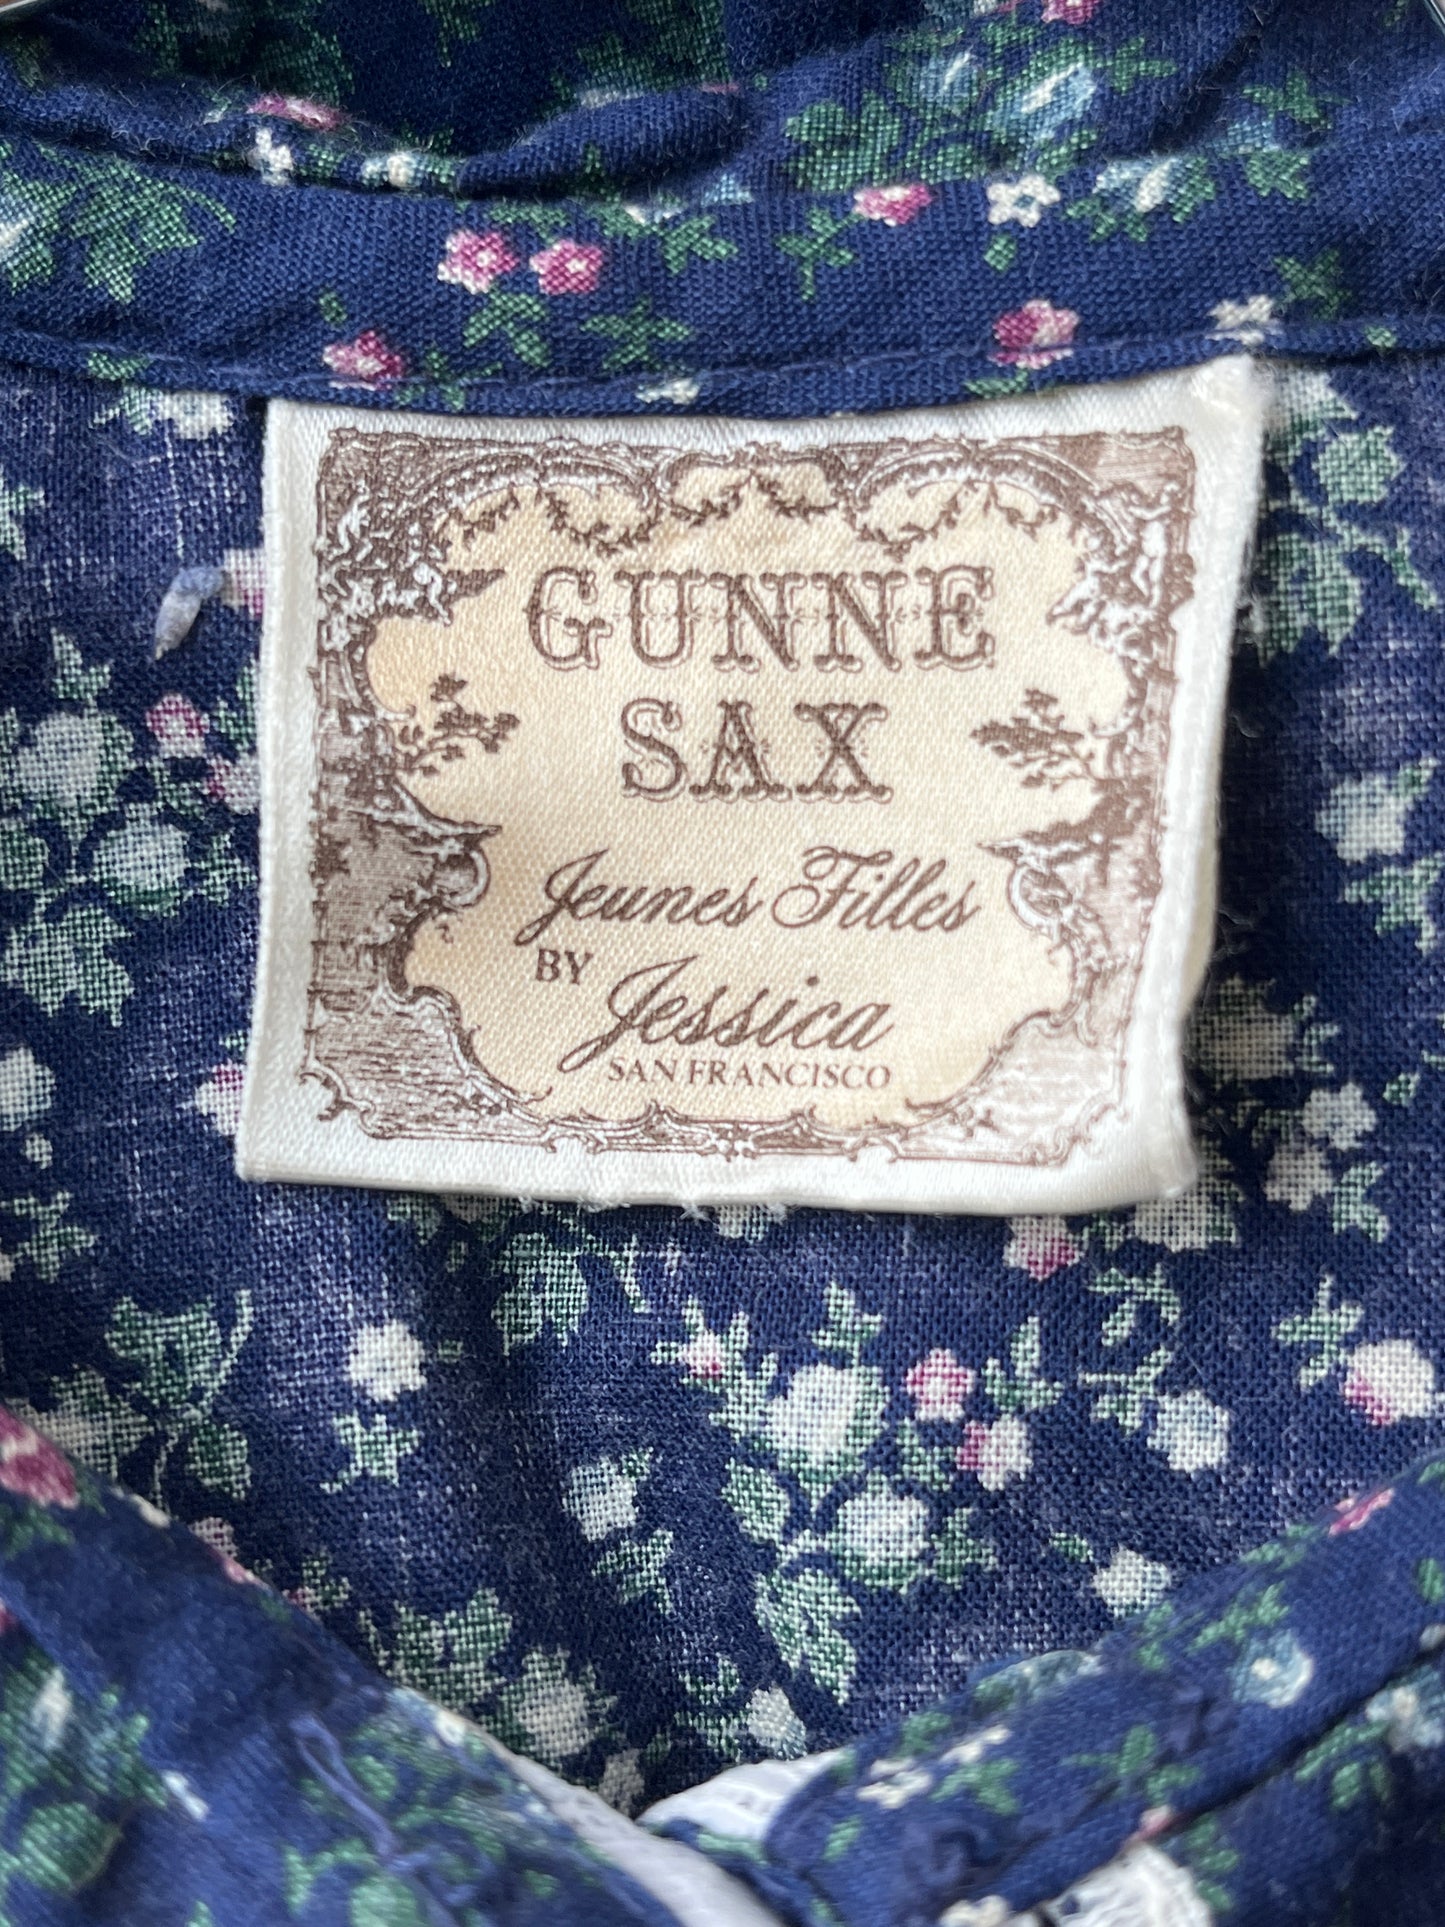 GUNNE
SAX
Jeunes Filles
BY Jessica
SAN FRANCISCO